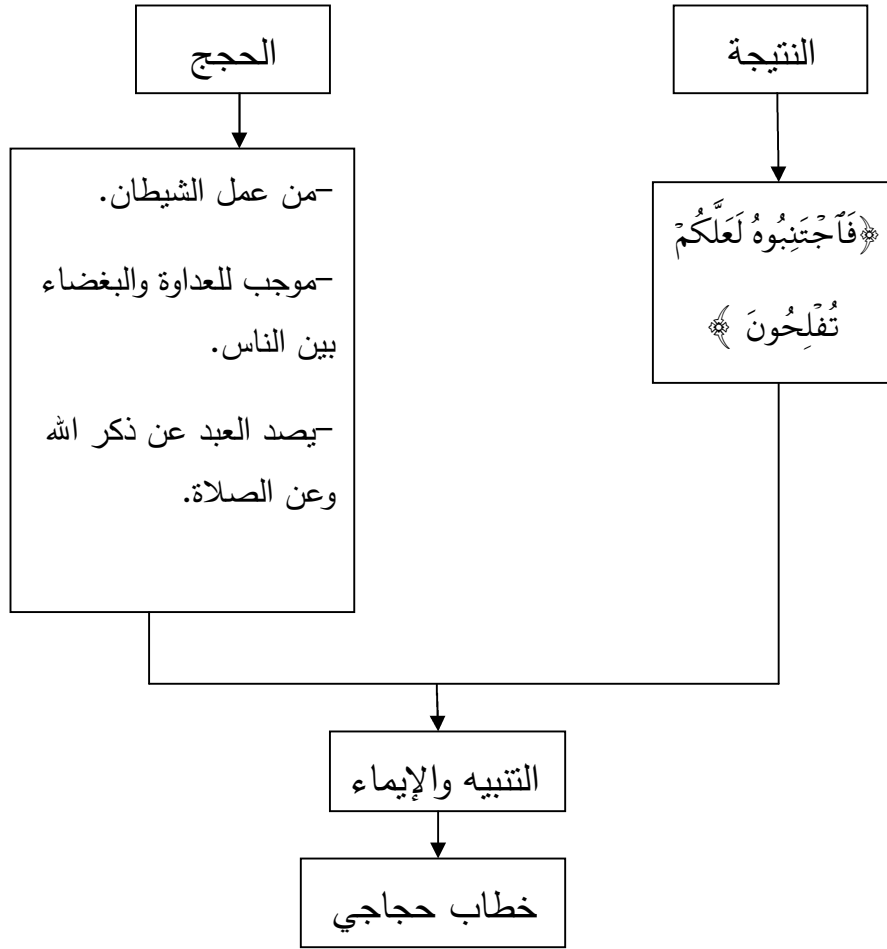 النتيجة
﴿فَٱجۡتَنِبُوهُ لَعَلَّكُمۡ
تُفۡلِحُونَ ﴾
الحجج
-من عمل الشيطان.
-موجب للعداوة والبغضاء
بين الناس.
-يصد العبد عن ذكر الله
وعن الصلاة.
التنبيه والإيماء
خطاب حجاجي